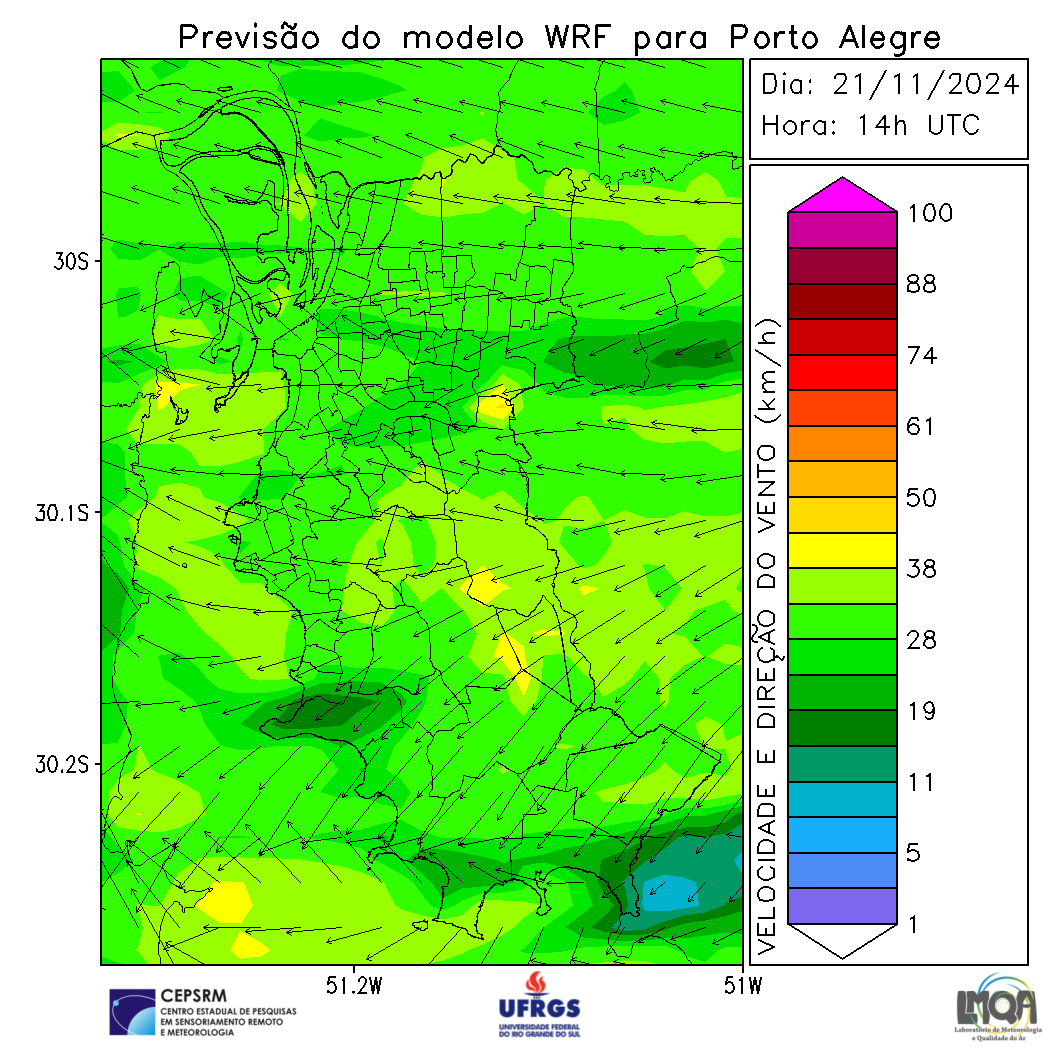 Previsão do modelo WRF para Porto Alegre
Dia: 21/11/2024
Hora: 14h UTC
30S
30.1S
30.2S
51.2W
51W
VELOCIDADE E DIREÇÃO DO VENTO (km/h)
100
88
74
61
50
38
28
19
11
5
1
CEPSRM
CENTRO ESTADUAL DE PESQUISAS
EM SENSORIAMENTO REMOTO
E METEOROLOGIA
UFRGS
UNIVERSIDADE FEDERAL
DO RIO GRANDE DO SUL
LMQA
Laboratório de Meteorologia
e Qualidade do Ar